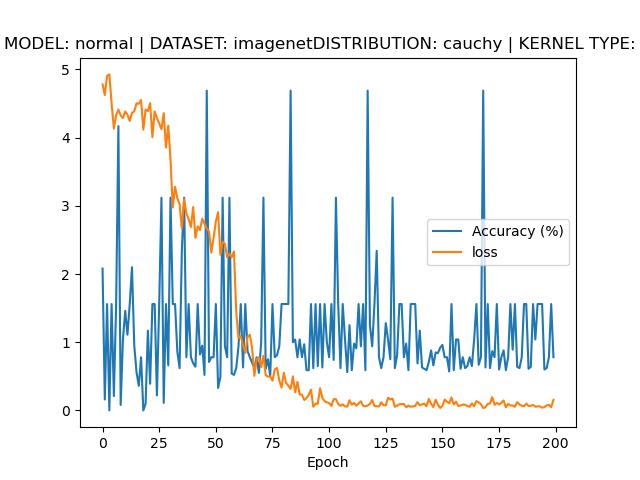 MODEL: normal | DATASET: imagenetDISTRIBUTION: cauchy | KERNEL TYPE:
5
4
3
2
1
0
Accuracy (%)
loss
0 25 50 75 100 125 150 175 200
Epoch